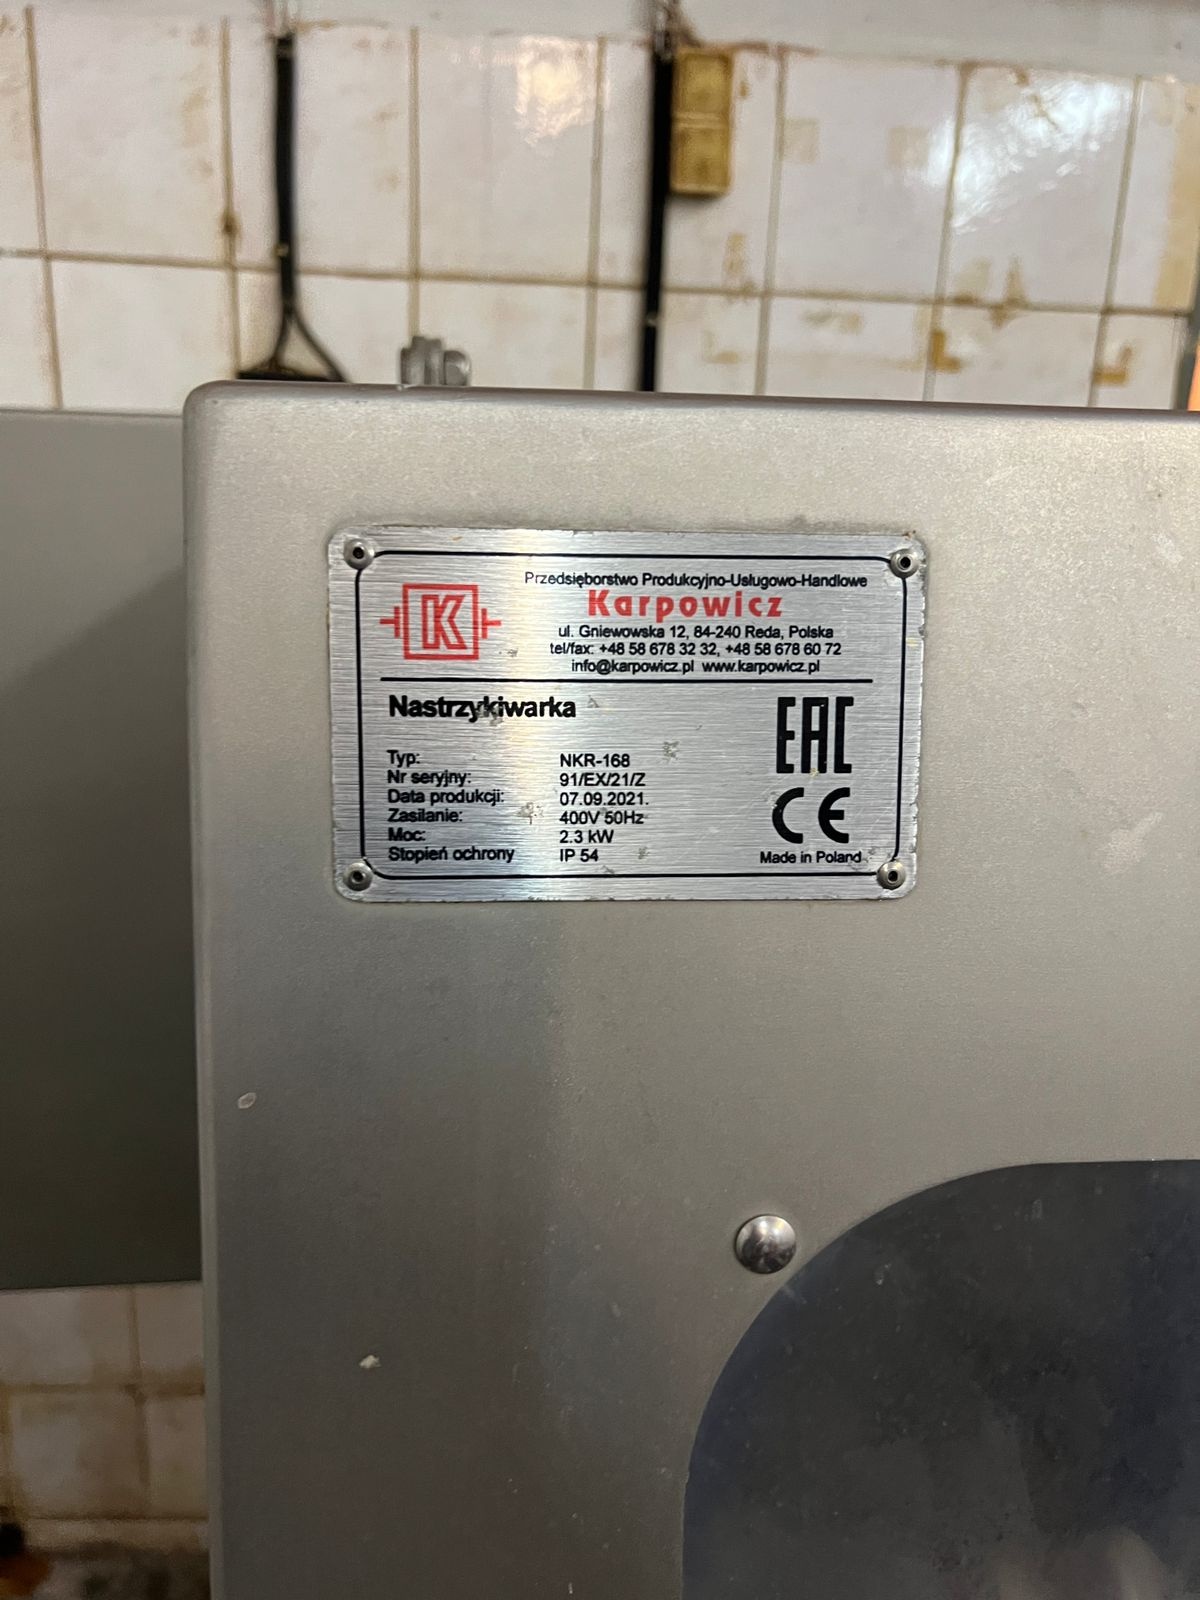 Przedsięborstwo Produkcyjno-Usługowo-Handlowe
K
Karpowicz
ul. Gniewowska 12, 84-240 Reda, Polska
tel/fax: +48 58 678 32 32, +48 58 678 60 72
info@karpowicz.pl www.karpowicz.pl
Nastrzykiwarka
Typ: NKR-168
Nr seryjny: 91/EX/21/Z
Data produkcji: 07.09.2021.
Zasilanie: 400V 50Hz
Moc: 2.3 kW
Stopień ochrony IP 54
EAC
CE
Made in Poland